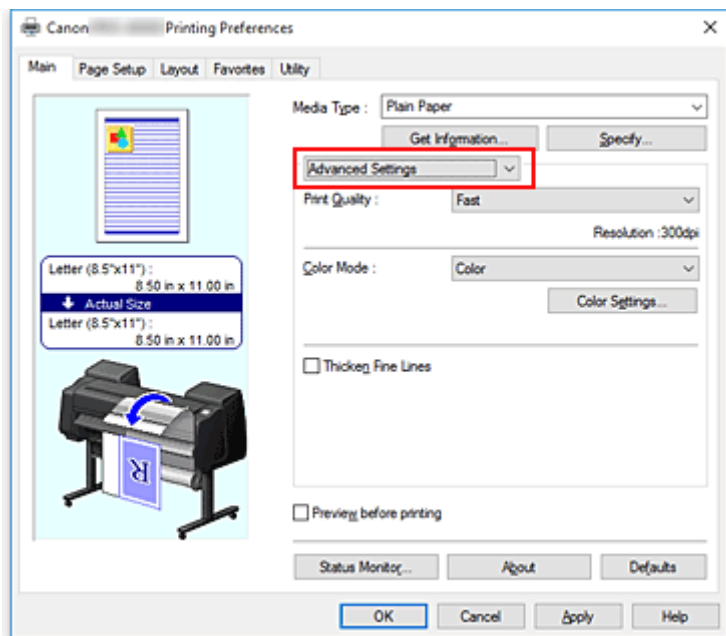 Canon Printing Preferences
Main Page Setup Layout Favorites Utility
Media Type : Plain Paper
Get Information... Specify...
Advanced Settings
Print Quality : Fast
Resolution :300dpi
Letter (8.5"x11") :
8.50 in x 11.00 in
Actual Size
Letter (8.5"x11") :
8.50 in x 11.00 in
R
Color Mode : Color
Color Settings...
Thicken Fine Lines
Preview before printing
Status Monitor... About Defaults
OK Cancel Apply Help